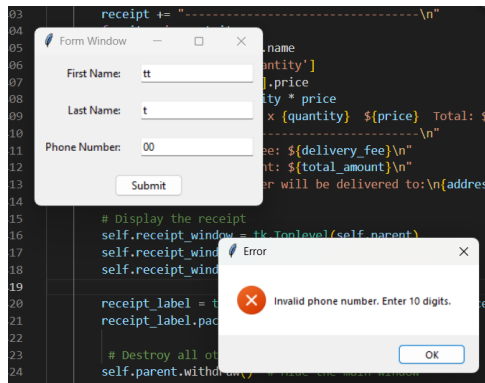 03 receipt += "----------------------------------\n"
04
05 .name
06 antity']
07 ].price
08 ity * price
09 x {quantity} ${price} Total: $
10 ----------------------\n"
11 ee: ${delivery_fee}\n"
12 nt: ${total_amount}\n"
13 er will be delivered to:\n{addres
14
15 # Display the receipt
16 self.receipt_window = tk.Toplevel(self.parent)
17 self.receipt_wind
18 self.receipt_wind
19
20 receipt_label = t
21 receipt_label.pac
22
23 # Destroy all ot
24 self.parent.withdraw() # Hide the main window
Form Window
First Name: tt
Last Name: t
Phone Number: 00
Submit
Error
Invalid phone number. Enter 10 digits.
OK